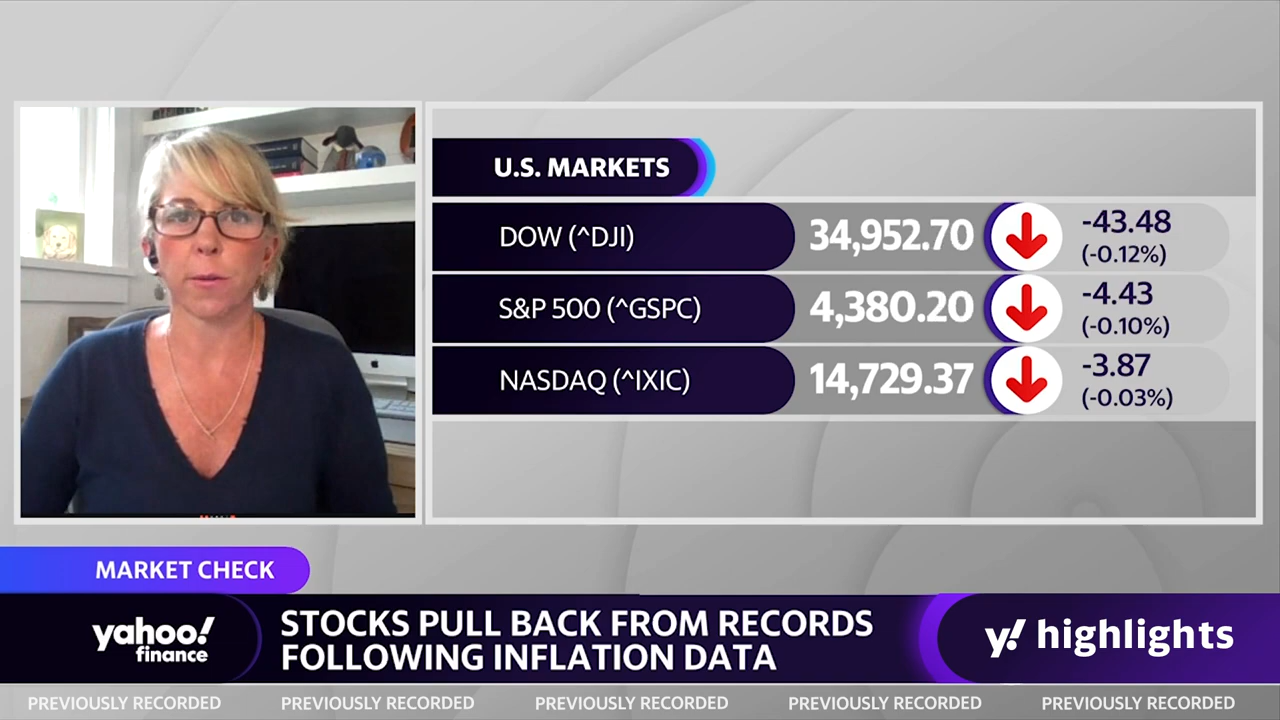 U.S. MARKETS
DOW (^DJI) 34,952.70 -43.48 (-0.12%)
S&P 500 (^GSPC) 4,380.20 -4.43 (-0.10%)
NASDAQ (^IXIC) 14,729.37 -3.87 (-0.03%)
MARKET CHECK
yahoo!
finance
STOCKS PULL BACK FROM RECORDS
FOLLOWING INFLATION DATA
y! highlights
PREVIOUSLY RECORDED PREVIOUSLY RECORDED PREVIOUSLY RECORDED PREVIOUSLY RECORDED PREVIOUSLY RECORDED